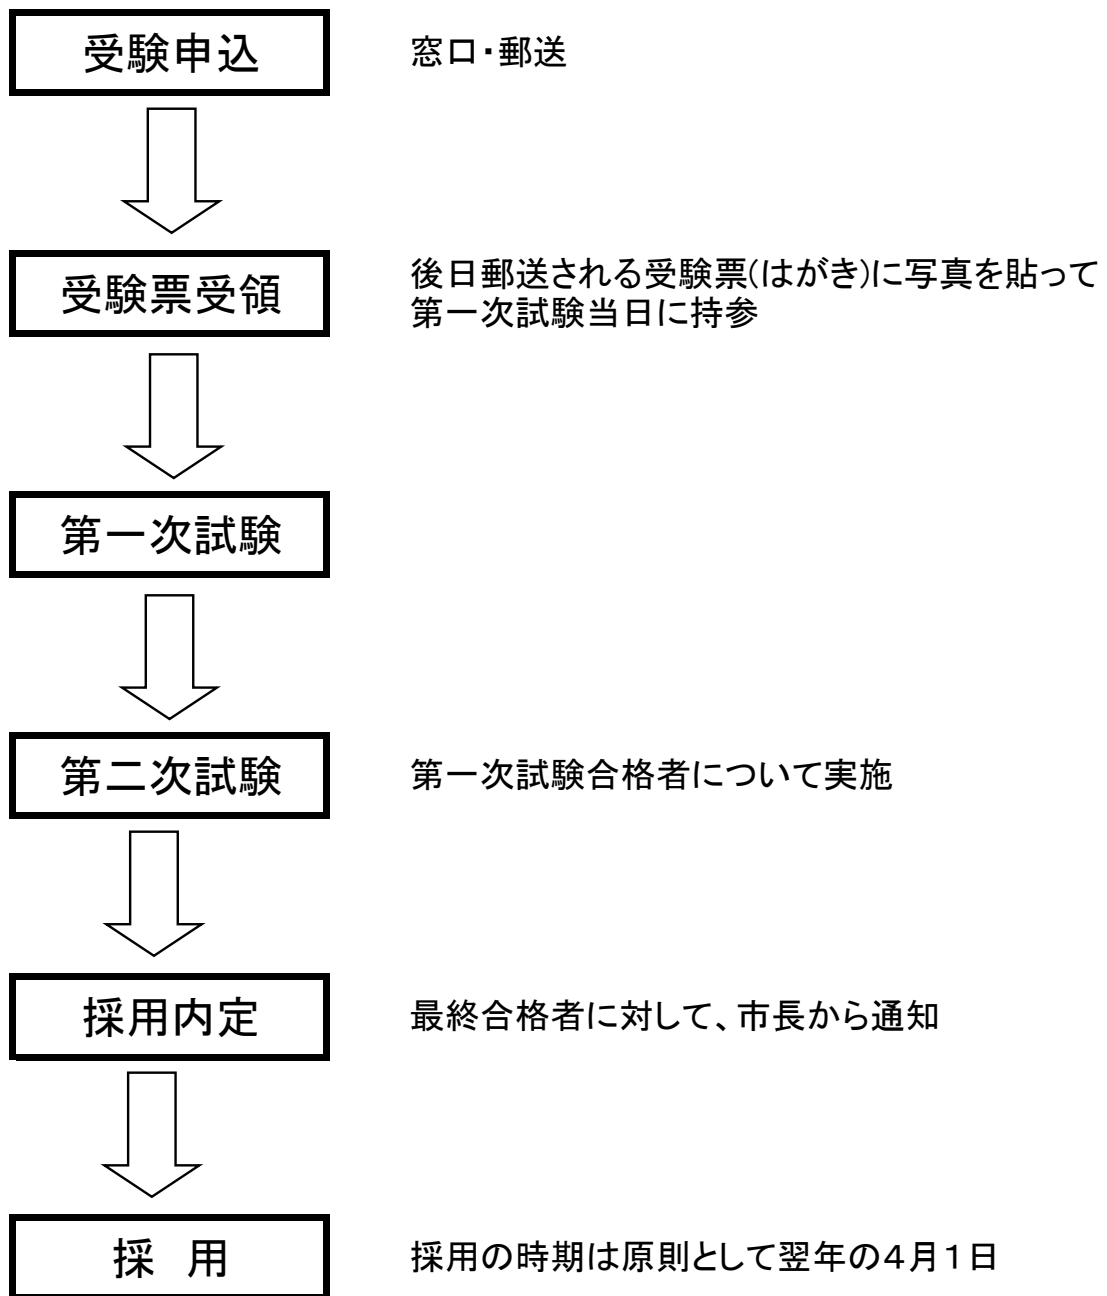 受験申込
窓口・郵送
受験票受領
後日郵送される受験票(はがき)に写真を貼って
第一次試験当日に持参
第一次試験
第二次試験
第一次試験合格者について実施
採用内定
最終合格者に対して、市長から通知
採　用
採用の時期は原則として翌年の４月１日